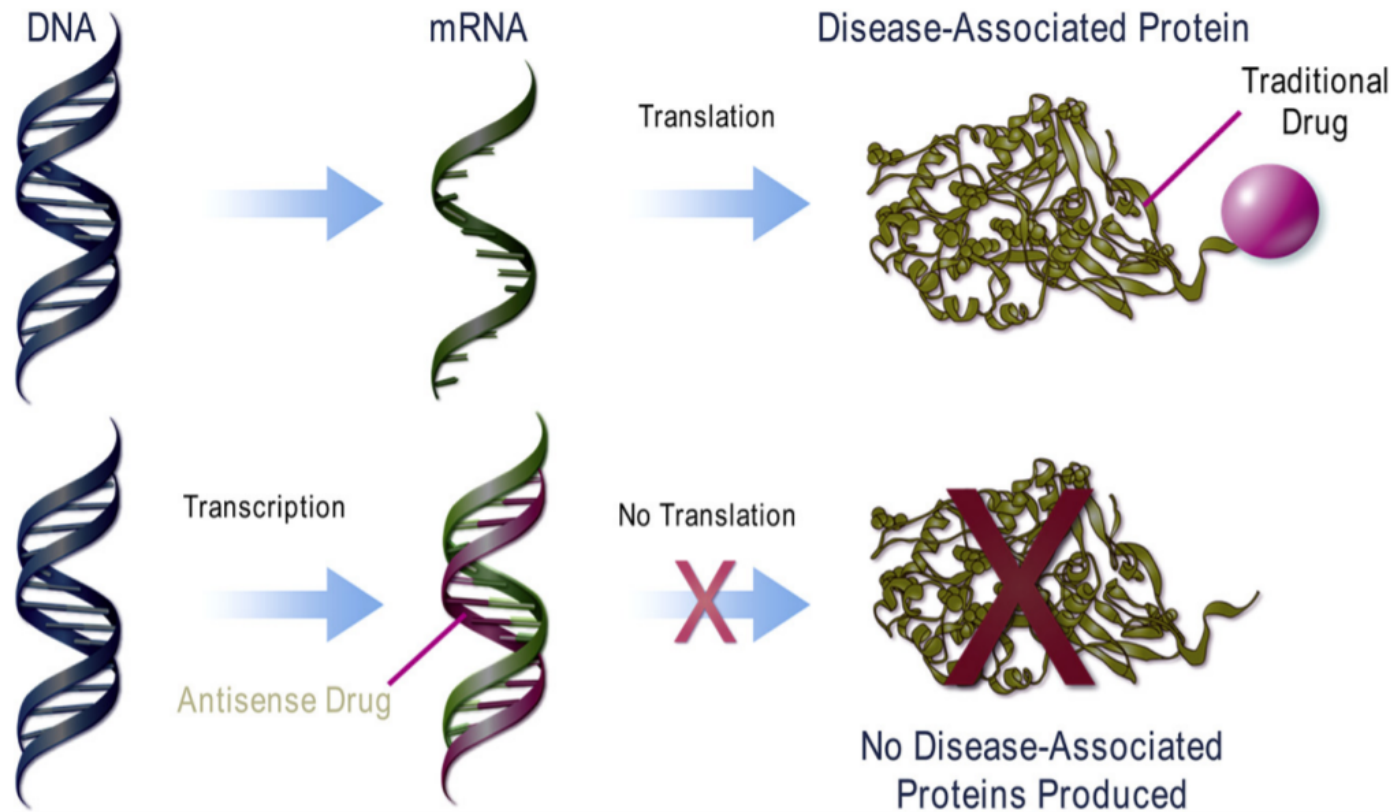 DNA
mRNA
Disease-Associated Protein
Translation
Traditional
Drug
Transcription
No Translation
Antisense Drug
No Disease-Associated
Proteins Produced